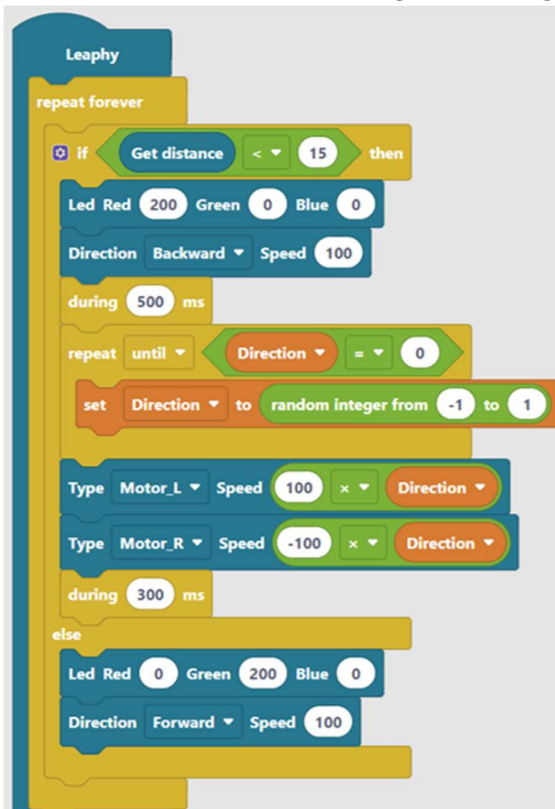 Leaphy
repeat forever
if Get distance < 15 then
Led Red 200 Green 0 Blue 0
Direction Backward Speed 100
during 500 ms
repeat until Direction = 0
set Direction to random integer from -1 to 1
Type Motor_L Speed 100 × Direction
Type Motor_R Speed -100 × Direction
during 300 ms
else
Led Red 0 Green 200 Blue 0
Direction Forward Speed 100